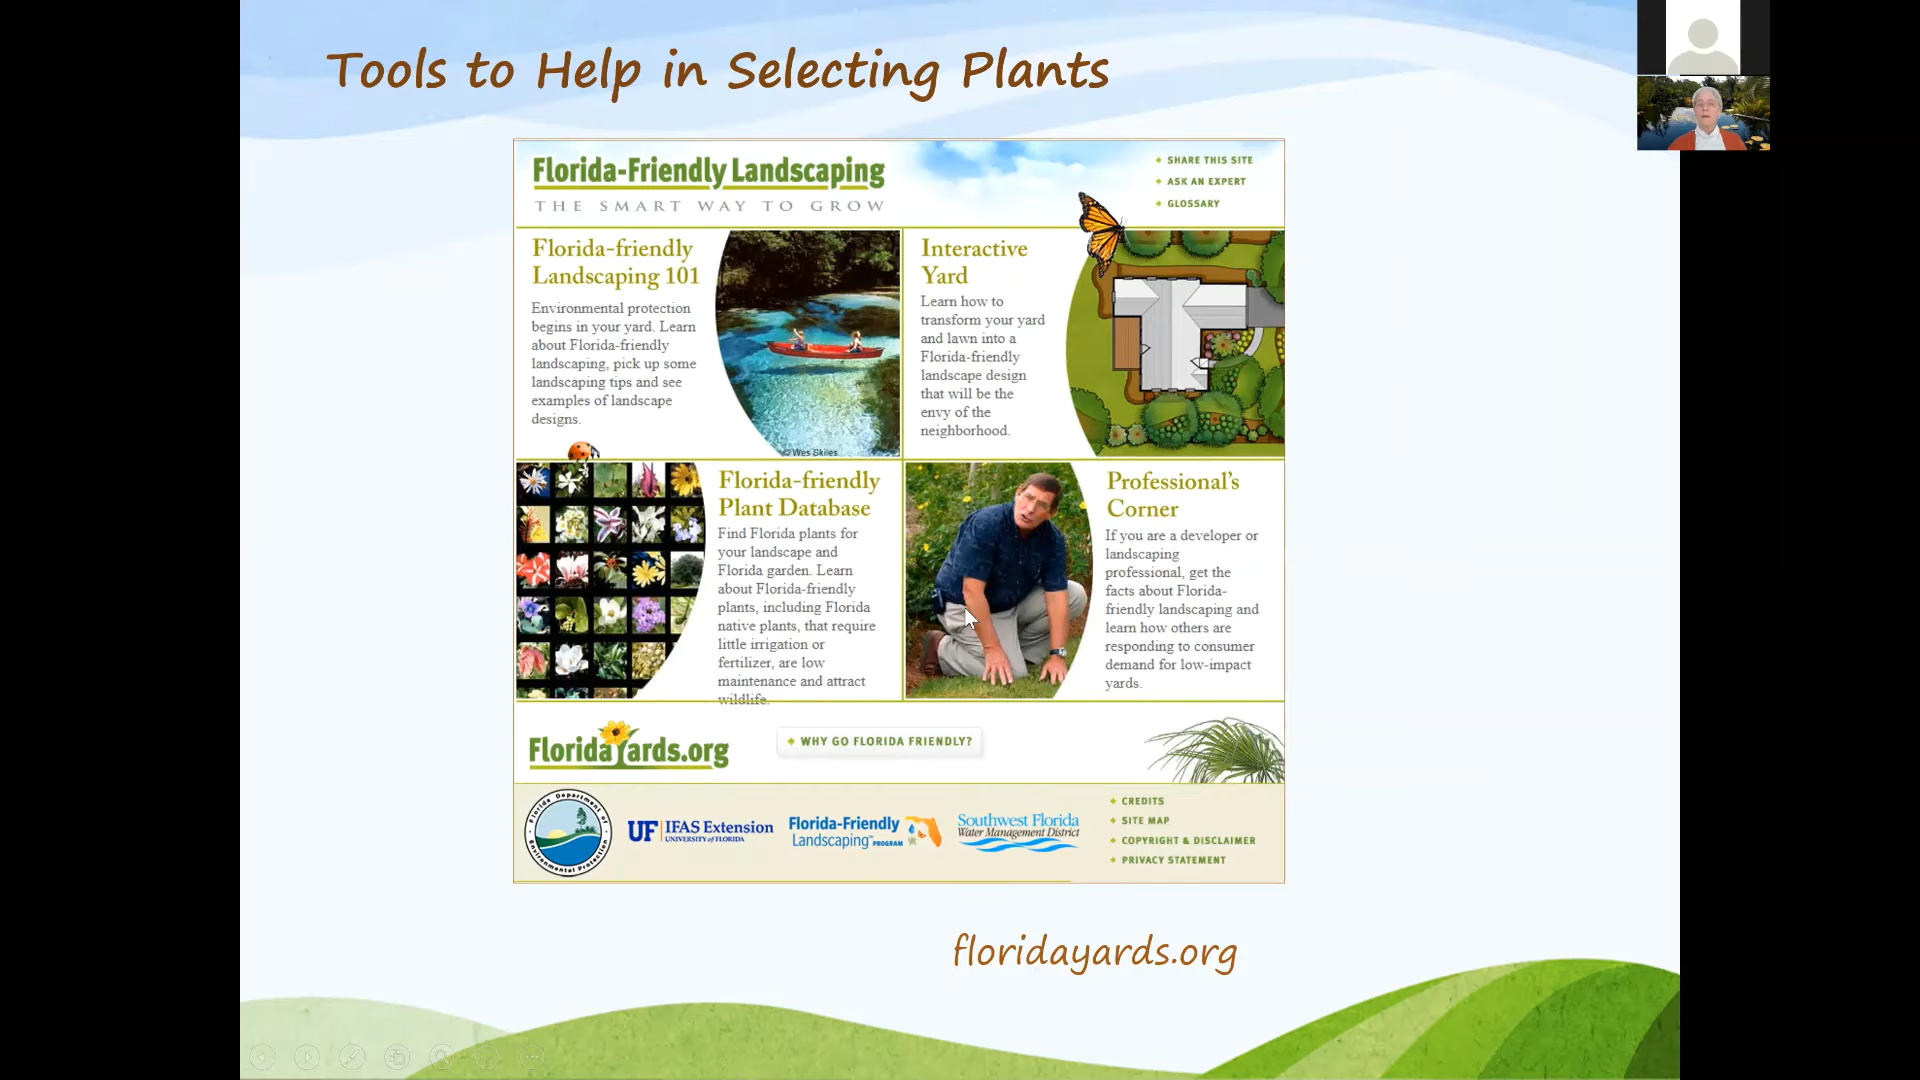 Tools to Help in Selecting Plants
Florida-Friendly Landscaping
THE SMART WAY TO GROW
SHARE THIS SITE
ASK AN EXPERT
GLOSSARY
Florida-friendly
Landscaping 101
Environmental protection
begins in your yard. Learn
about Florida-friendly
landscaping, pick up some
landscaping tips and see
examples of landscape
designs.
© Wes Skiles
Interactive
Yard
Learn how to
transform your yard
and lawn into a
Florida-friendly
landscape design
that will be the
envy of the
neighborhood.
Florida-friendly
Plant Database
Find Florida plants for
your landscape and
Florida garden. Learn
about Florida-friendly
plants, including Florida
native plants, that require
little irrigation or
fertilizer, are low
maintenance and attract
wildlife.
Professional's
Corner
If you are a developer or
landscaping
professional, get the
facts about Florida-
friendly landscaping and
learn how others are
responding to consumer
demand for low-impact
yards.
FloridaYards.org
WHY GO FLORIDA FRIENDLY?
Florida Department of
Environmental Protection
UF IFAS Extension
UNIVERSITY of FLORIDA
Florida-Friendly
Landscaping™ PROGRAM
Southwest Florida
Water Management District
CREDITS
SITE MAP
COPYRIGHT & DISCLAIMER
PRIVACY STATEMENT
floridayards.org